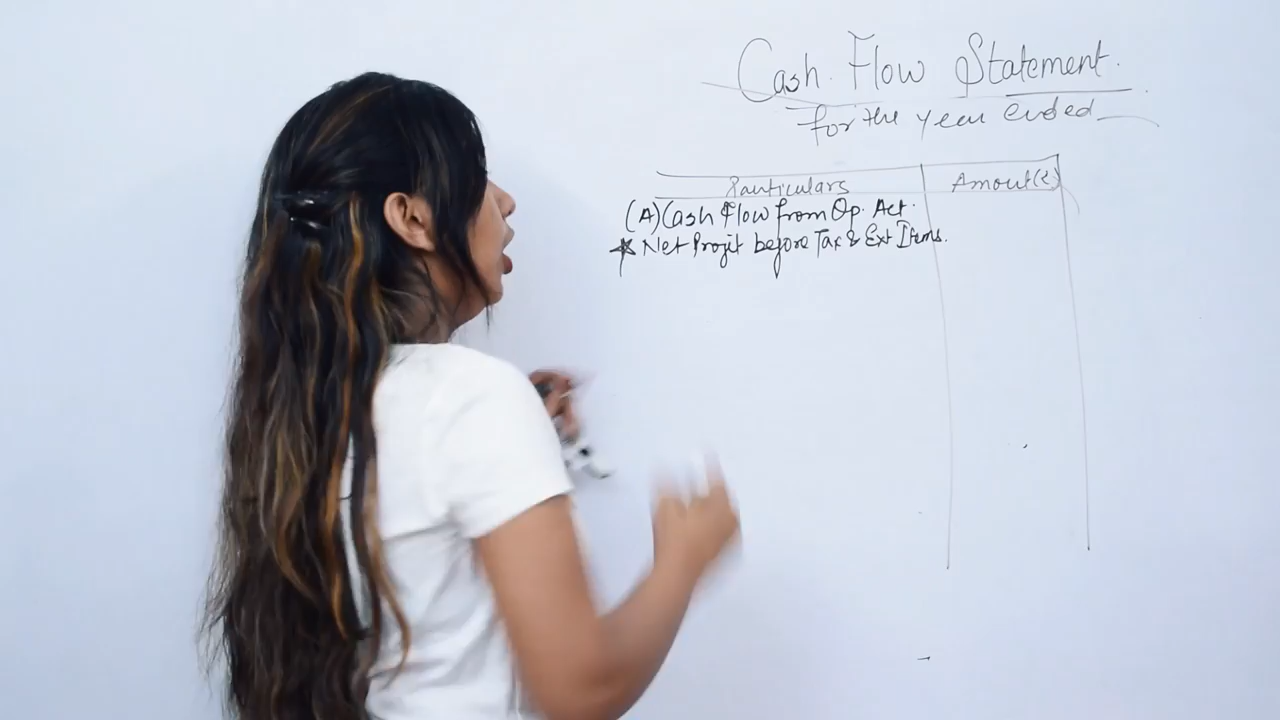 Cash Flow Statement.
for the year ended
Particulars Amout(₹)
(A) Cash Flow from Op. Act.
★ Net Profit before Tax & Ext Items.